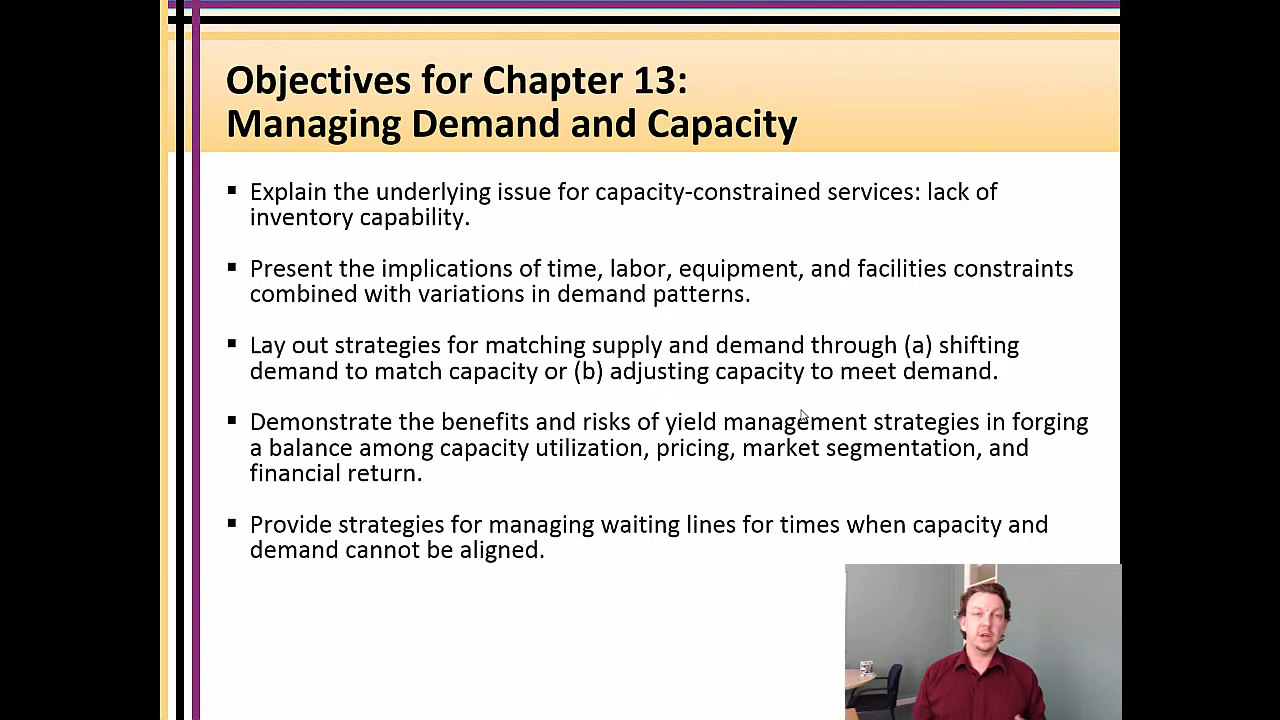 Objectives for Chapter 13:
Managing Demand and Capacity
▪ Explain the underlying issue for capacity-constrained services: lack of
inventory capability.
▪ Present the implications of time, labor, equipment, and facilities constraints
combined with variations in demand patterns.
▪ Lay out strategies for matching supply and demand through (a) shifting
demand to match capacity or (b) adjusting capacity to meet demand.
▪ Demonstrate the benefits and risks of yield management strategies in forging
a balance among capacity utilization, pricing, market segmentation, and
financial return.
▪ Provide strategies for managing waiting lines for times when capacity and
demand cannot be aligned.